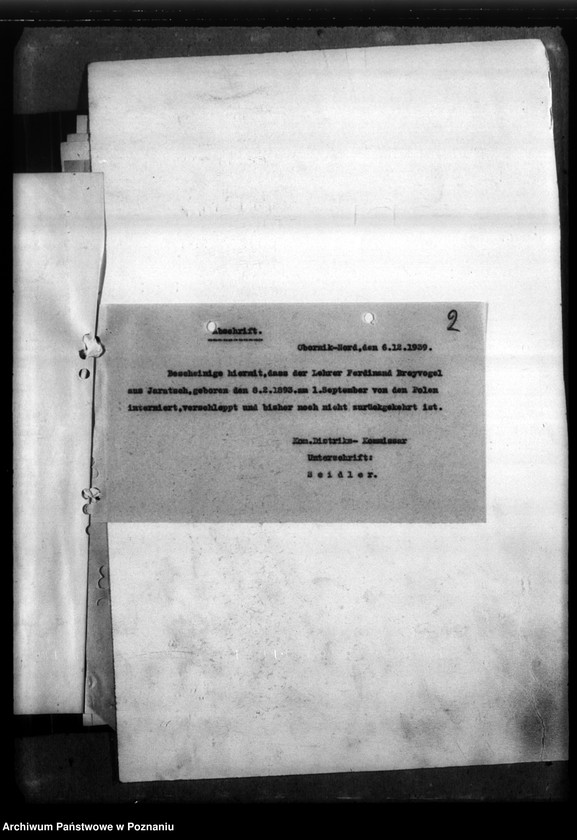 2
Abschrift.
Obornik-Nord,den 6.12.1939.
Bescheinige hiermit,dass der Lehrer Ferdinand Breyvogel
aus Jaratsch,geboren den 8.2.1893.am 1.September von den Polen
interniert,verschleppt und bisher noch nicht zurückgekehrt ist.
Kom.Distriks- Kommissar
Unterschrift:
Seidler.
Archiwum Państwowe w Poznaniu